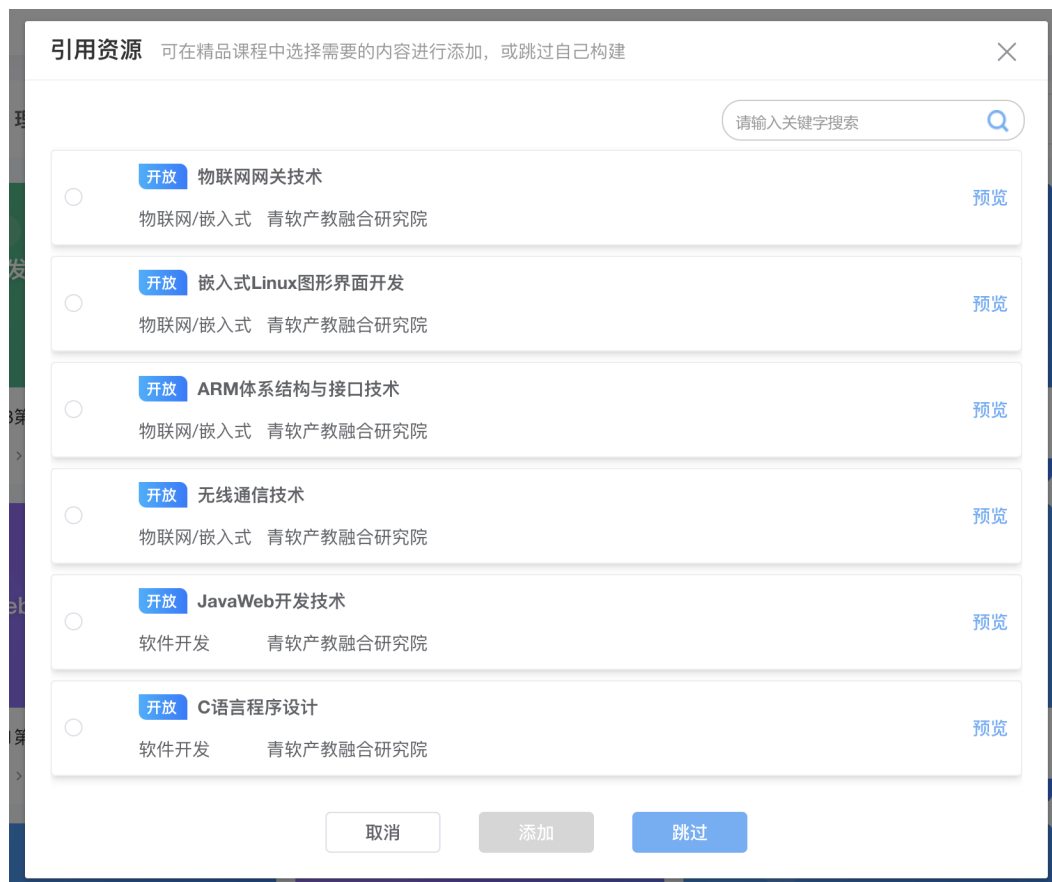 引用资源 可在精品课程中选择需要的内容进行添加，或跳过自己构建
请输入关键字搜索
开放 物联网网关技术
物联网/嵌入式 青软产教融合研究院
预览
开放 嵌入式Linux图形界面开发
物联网/嵌入式 青软产教融合研究院
预览
开放 ARM体系结构与接口技术
物联网/嵌入式 青软产教融合研究院
预览
开放 无线通信技术
物联网/嵌入式 青软产教融合研究院
预览
开放 JavaWeb开发技术
软件开发 青软产教融合研究院
预览
开放 C语言程序设计
软件开发 青软产教融合研究院
预览
取消 添加 跳过